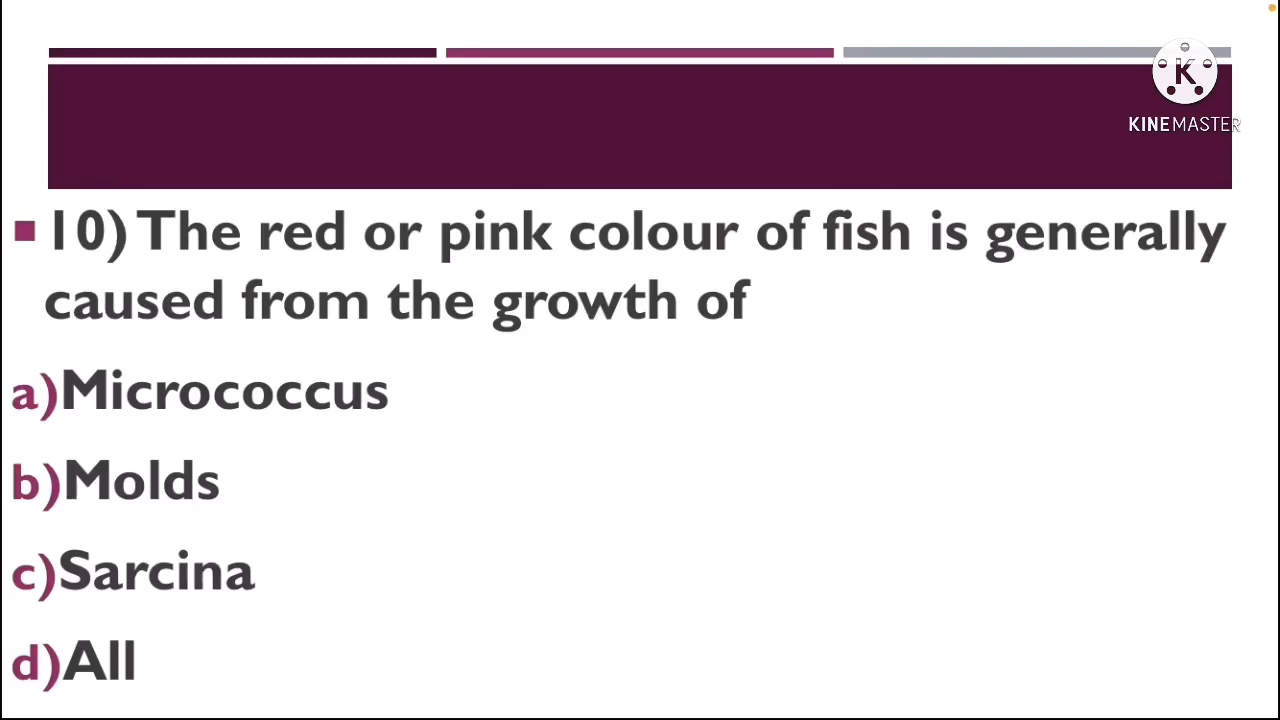 K
KINEMASTER
10) The red or pink colour of fish is generally
caused from the growth of
a)Micrococcus
b)Molds
c)Sarcina
d)All